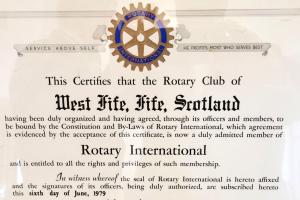 ROTARY
INTERNATIONAL
SERVICE ABOVE SELF
HE PROFITS MOST WHO SERVES BEST
This Certifies that the Rotary Club of
West Fife, Fife, Scotland
having been duly organized and having agreed, through its officers and members, to
be bound by the Constitution and By-Laws of Rotary International, which agreement
is evidenced by the acceptance of this certificate, is now a duly admitted member of
Rotary International
and is entitled to all the rights and privileges of such membership.
In witness whereof the seal of Rotary International is hereto affixed
and the signatures of its officers, being duly authorized, are subscribed hereto
this sixth day of June, 1979